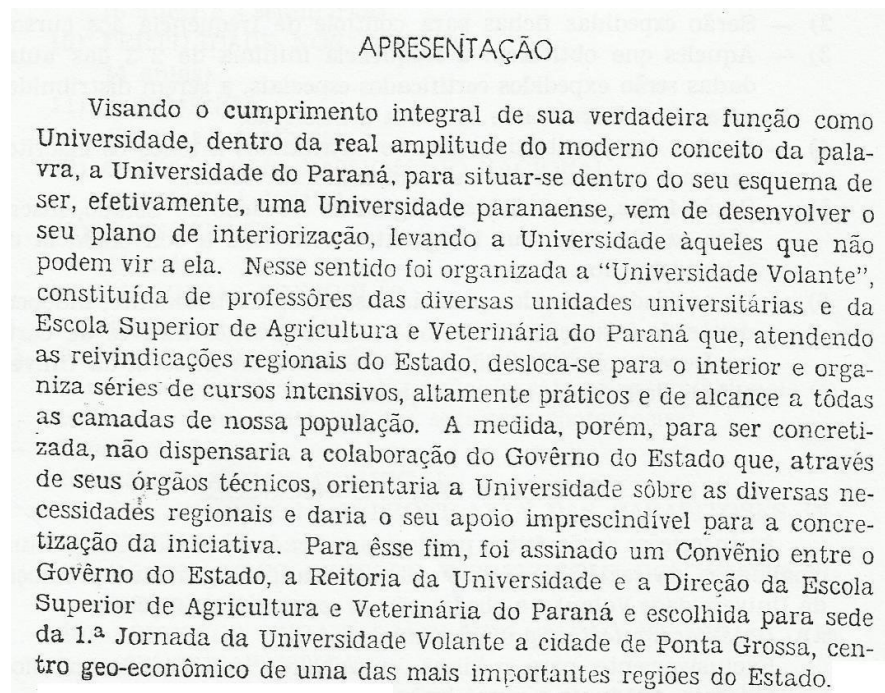 APRESENTAÇÃO
Visando o cumprimento integral de sua verdadeira função como
Universidade, dentro da real amplitude do moderno conceito da pala-
vra, a Universidade do Paraná, para situar-se dentro do seu esquema de
ser, efetivamente, uma Universidade paranaense, vem de desenvolver o
seu plano de interiorização, levando a Universidade àqueles que não
podem vir a ela. Nesse sentido foi organizada a "Universidade Volante",
constituída de professôres das diversas unidades universitárias e da
Escola Superior de Agricultura e Veterinária do Paraná que, atendendo
as reivindicações regionais do Estado, desloca-se para o interior e orga-
niza séries de cursos intensivos, altamente práticos e de alcance a tôdas
as camadas de nossa população. A medida, porém, para ser concreti-
zada, não dispensaria a colaboração do Govêrno do Estado que, através
de seus órgãos técnicos, orientaria a Universidade sôbre as diversas ne-
cessidades regionais e daria o seu apoio imprescindível para a concre-
tização da iniciativa. Para êsse fim, foi assinado um Convênio entre o
Govêrno do Estado, a Reitoria da Universidade e a Direção da Escola
Superior de Agricultura e Veterinária do Paraná e escolhida para sede
da 1.ª Jornada da Universidade Volante a cidade de Ponta Grossa, cen-
tro geo-econômico de uma das mais importantes regiões do Estado.